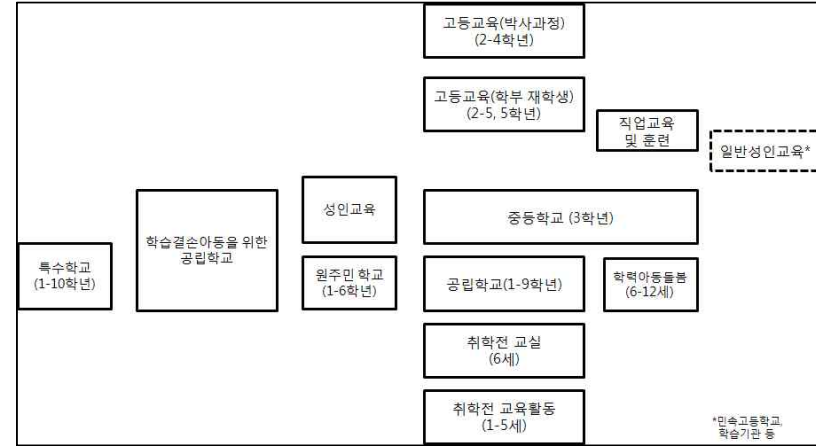 고등교육(박사과정)
(2-4학년)
고등교육(학부 재학생)
(2-5, 5학년)
직업교육
및 훈련
일반성인교육*
성인교육
중등학교 (3학년)
학습결손아동을 위한
공립학교
특수학교
(1-10학년)
원주민 학교
(1-6학년)
공립학교(1-9학년)
학력아동돌봄
(6-12세)
취학전 교실
(6세)
취학전 교육활동
(1-5세)
*민속고등학교,
학습기관 등